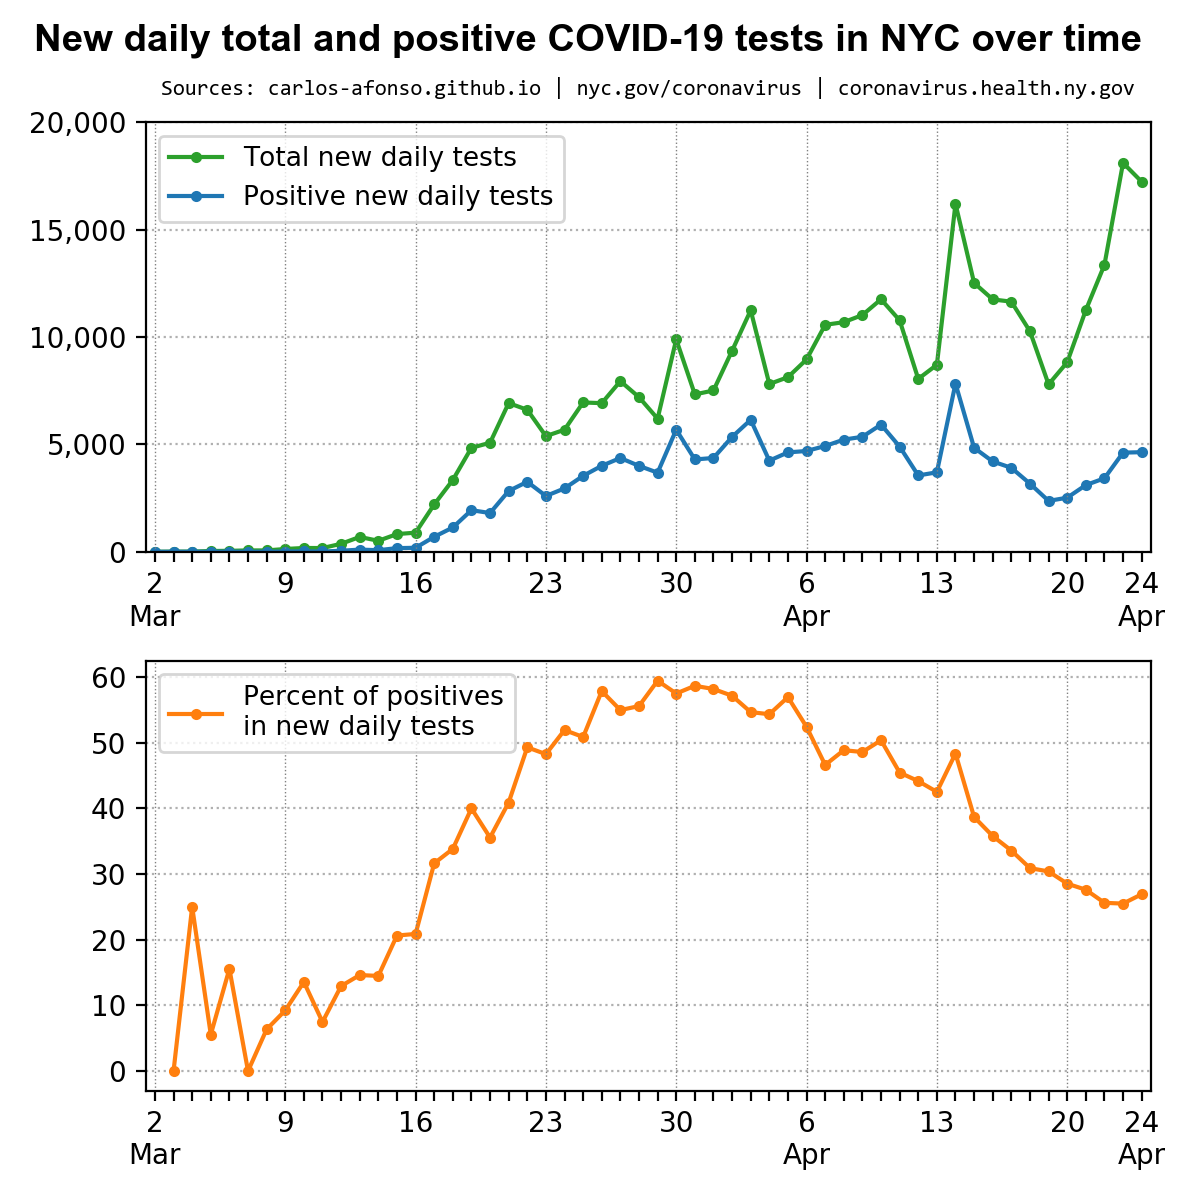 New daily total and positive COVID-19 tests in NYC over time
Sources: carlos-afonso.github.io | nyc.gov/coronavirus | coronavirus.health.ny.gov
20,000
15,000
10,000
5,000
0
Total new daily tests
Positive new daily tests
2 9 16 23 30 6 13 20 24
Mar Apr Apr
60
50
40
30
20
10
0
Percent of positives
in new daily tests
2 9 16 23 30 6 13 20 24
Mar Apr Apr